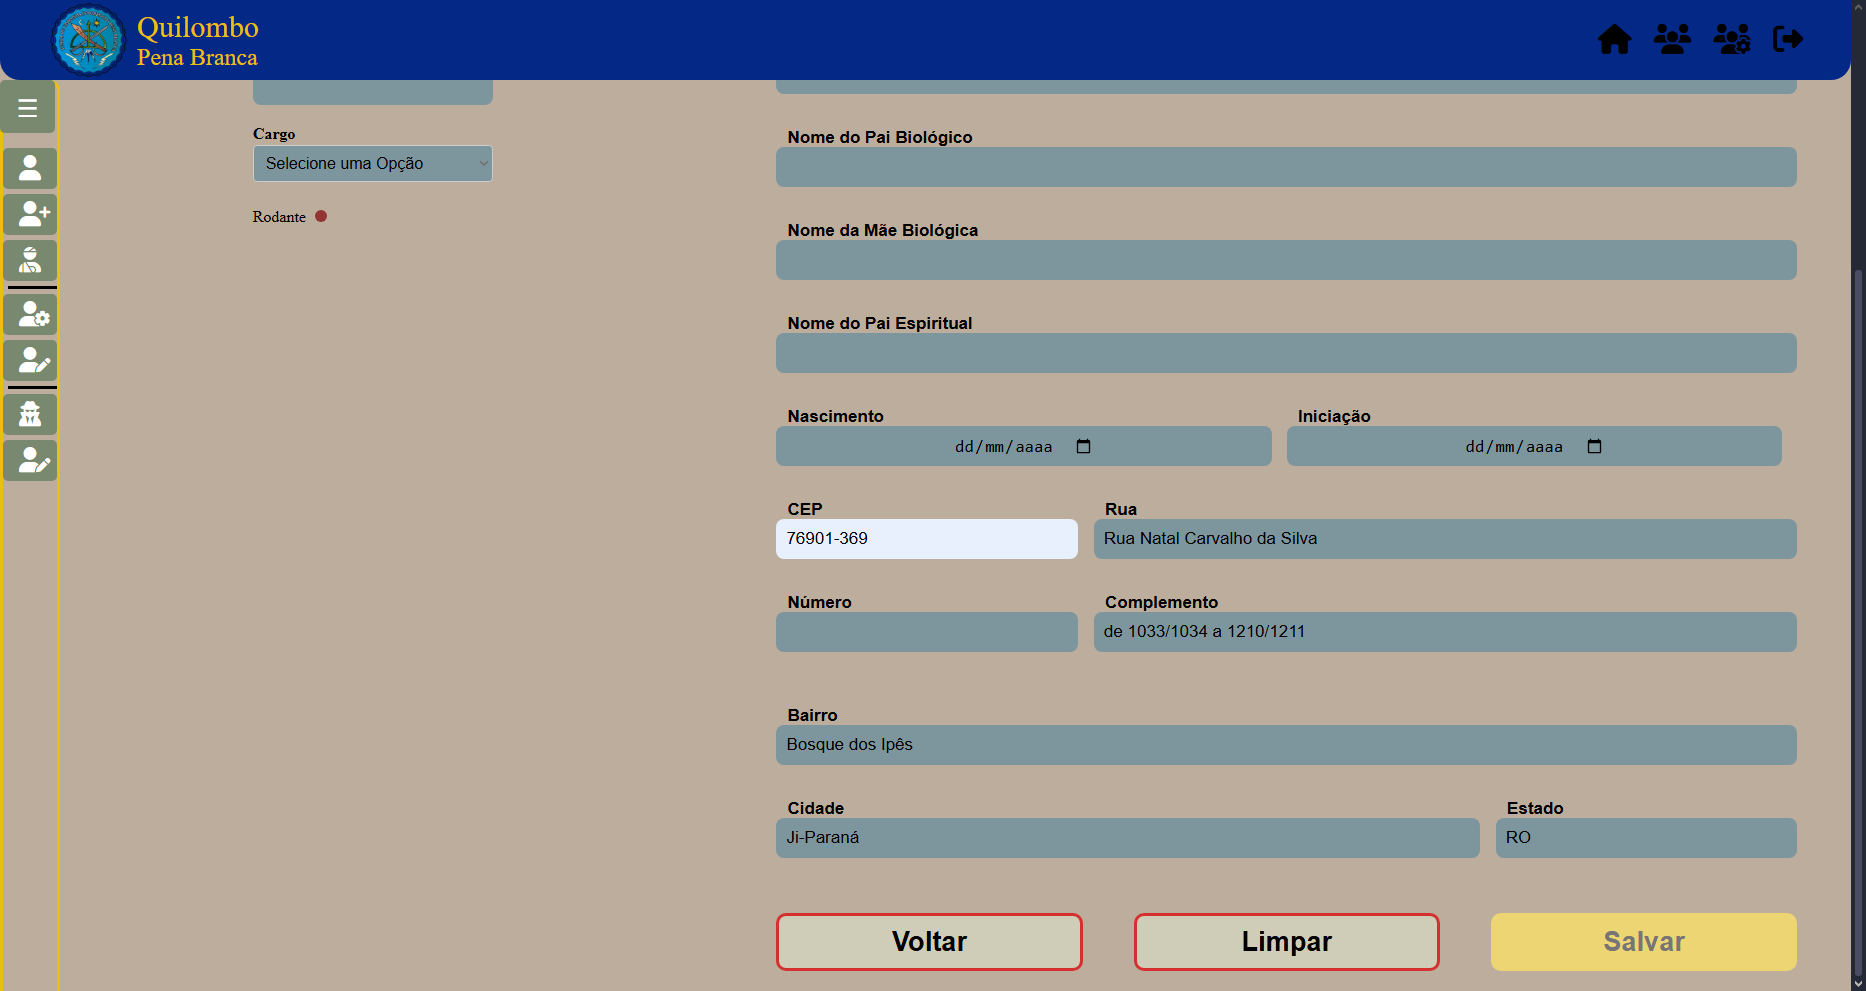 Quilombo
Pena Branca
Cargo
Selecione uma Opção
Rodante
Nome do Pai Biológico
Nome da Mãe Biológica
Nome do Pai Espiritual
Nascimento
Iniciação
dd/mm/aaaa
dd/mm/aaaa
CEP
Rua
76901-369
Rua Natal Carvalho da Silva
Número
Complemento
de 1033/1034 a 1210/1211
Bairro
Bosque dos Ipês
Cidade
Estado
Ji-Paraná
RO
Voltar
Limpar
Salvar